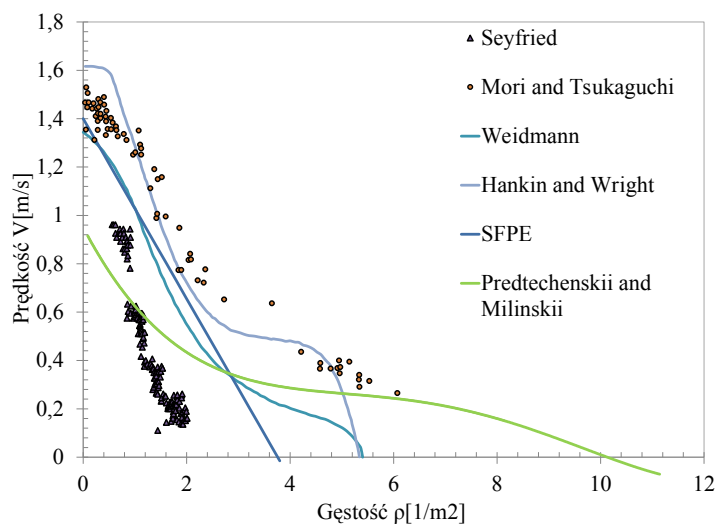 1,8
1,6
1,4
1,2
1
0,8
0,6
0,4
0,2
0
0
2
4
6
8
10
12
Prędkość V[m/s]
Gęstość ρ[1/m2]
Seyfried
Mori and Tsukaguchi
Weidmann
Hankin and Wright
SFPE
Predtechenskii and
Milinskii